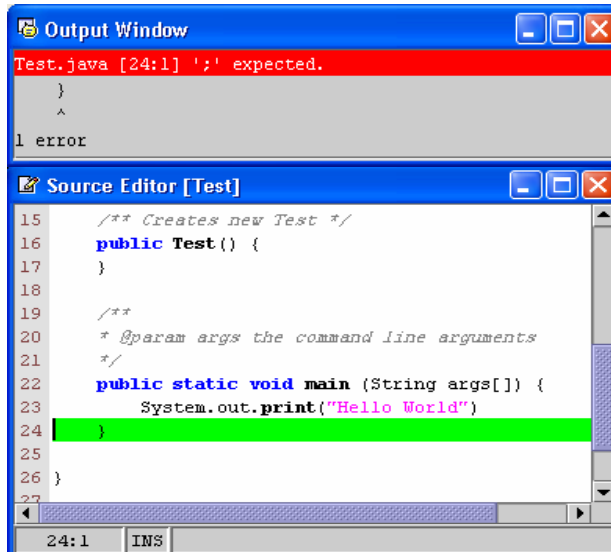 Output Window
Test.java [24:1] ';' expected.
}
^
1 error
Source Editor [Test]
15 /** Creates new Test */
16 public Test() {
17 }
18
19 /**
20 * @param args the command line arguments
21 */
22 public static void main (String args[]) {
23 System.out.print("Hello World")
24 }
25
26 }
27
24:1 INS